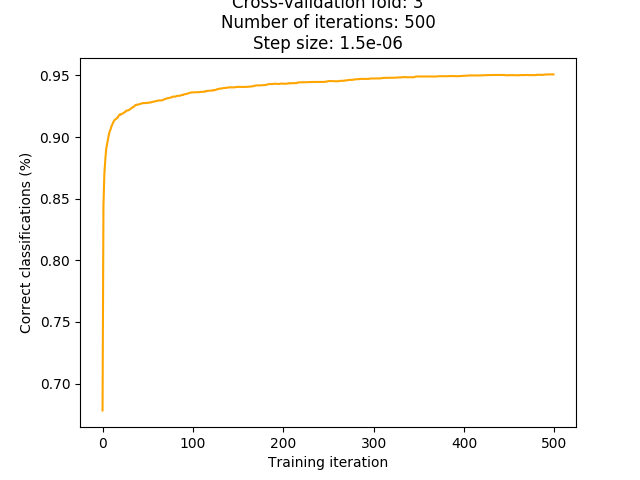 Cross-validation fold: 3
Number of iterations: 500
Step size: 1.5e-06
0.95
0.90
0.85
0.80
0.75
0.70
Correct classifications (%)
0 100 200 300 400 500
Training iteration